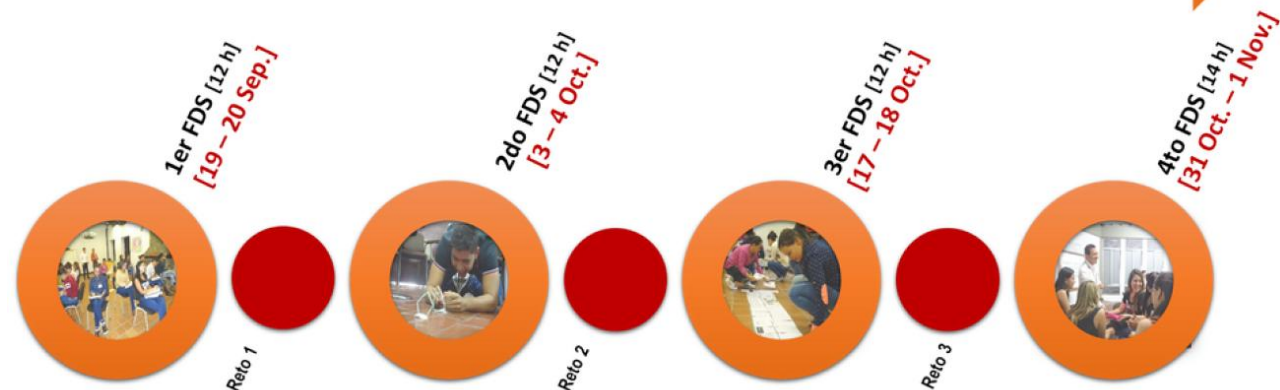 1er FDS [12 h]
[19 – 20 Sep.]
2do FDS [12 h]
[3 – 4 Oct.]
3er FDS [12 h]
[17 – 18 Oct.]
4to FDS [14 h]
[31 Oct. – 1 Nov.]
Reto 1
Reto 2
Reto 3